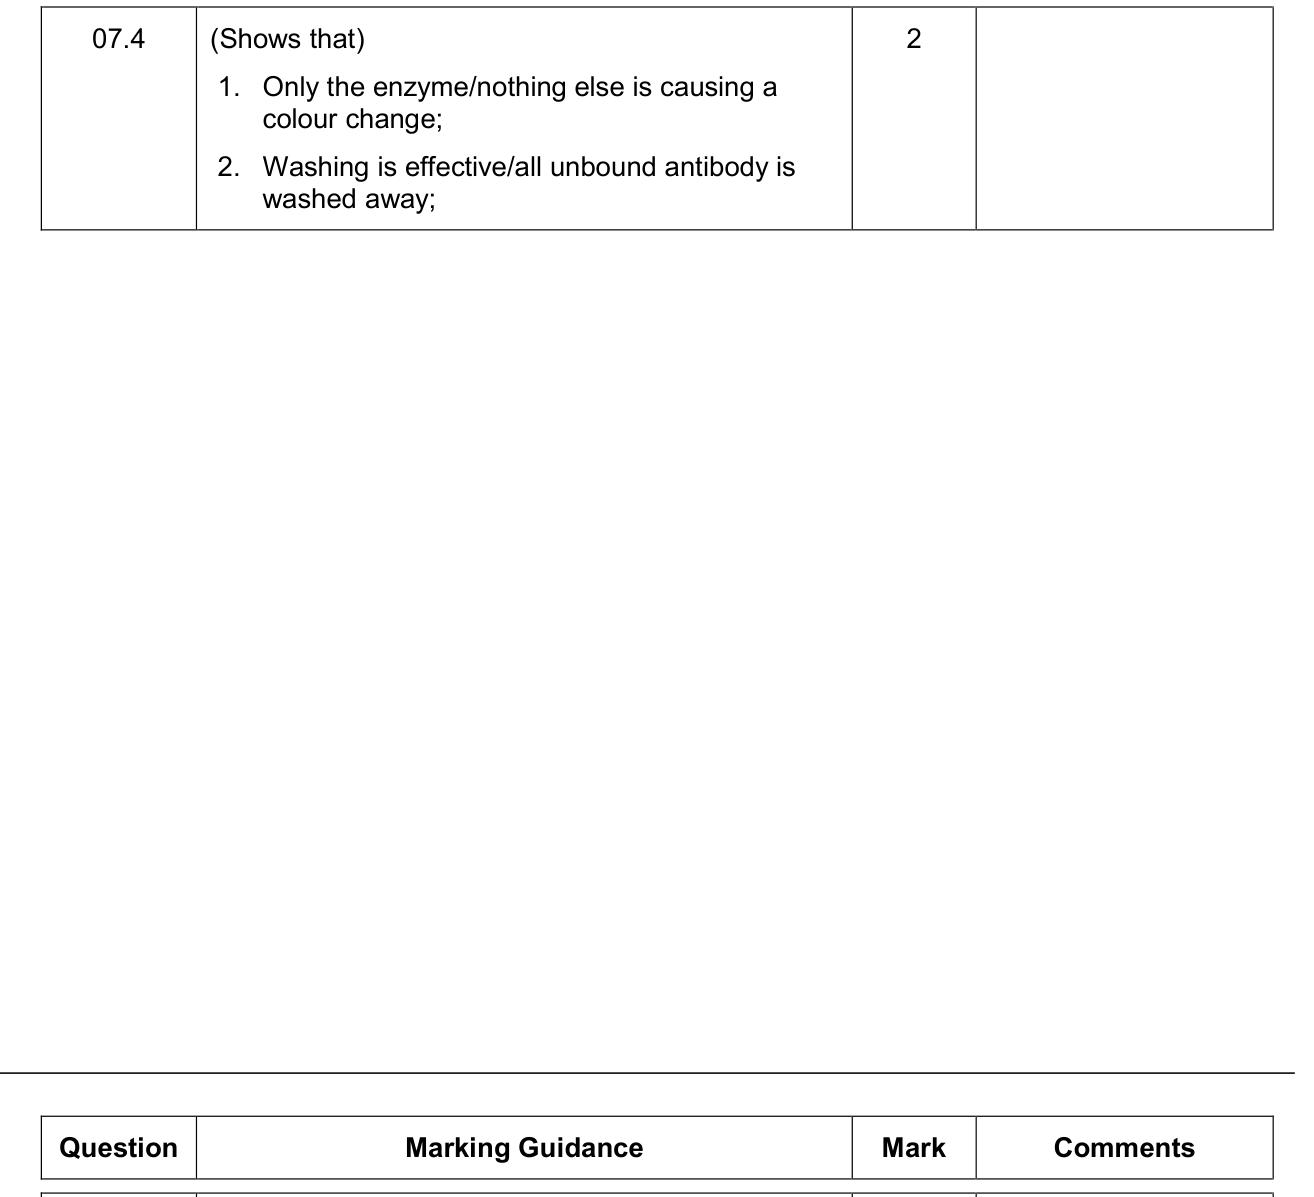 07.4
(Shows that)
2
1. Only the enzyme/nothing else is causing a
colour change;
2. Washing is effective/all unbound antibody is
washed away;
Question
Marking Guidance
Mark
Comments